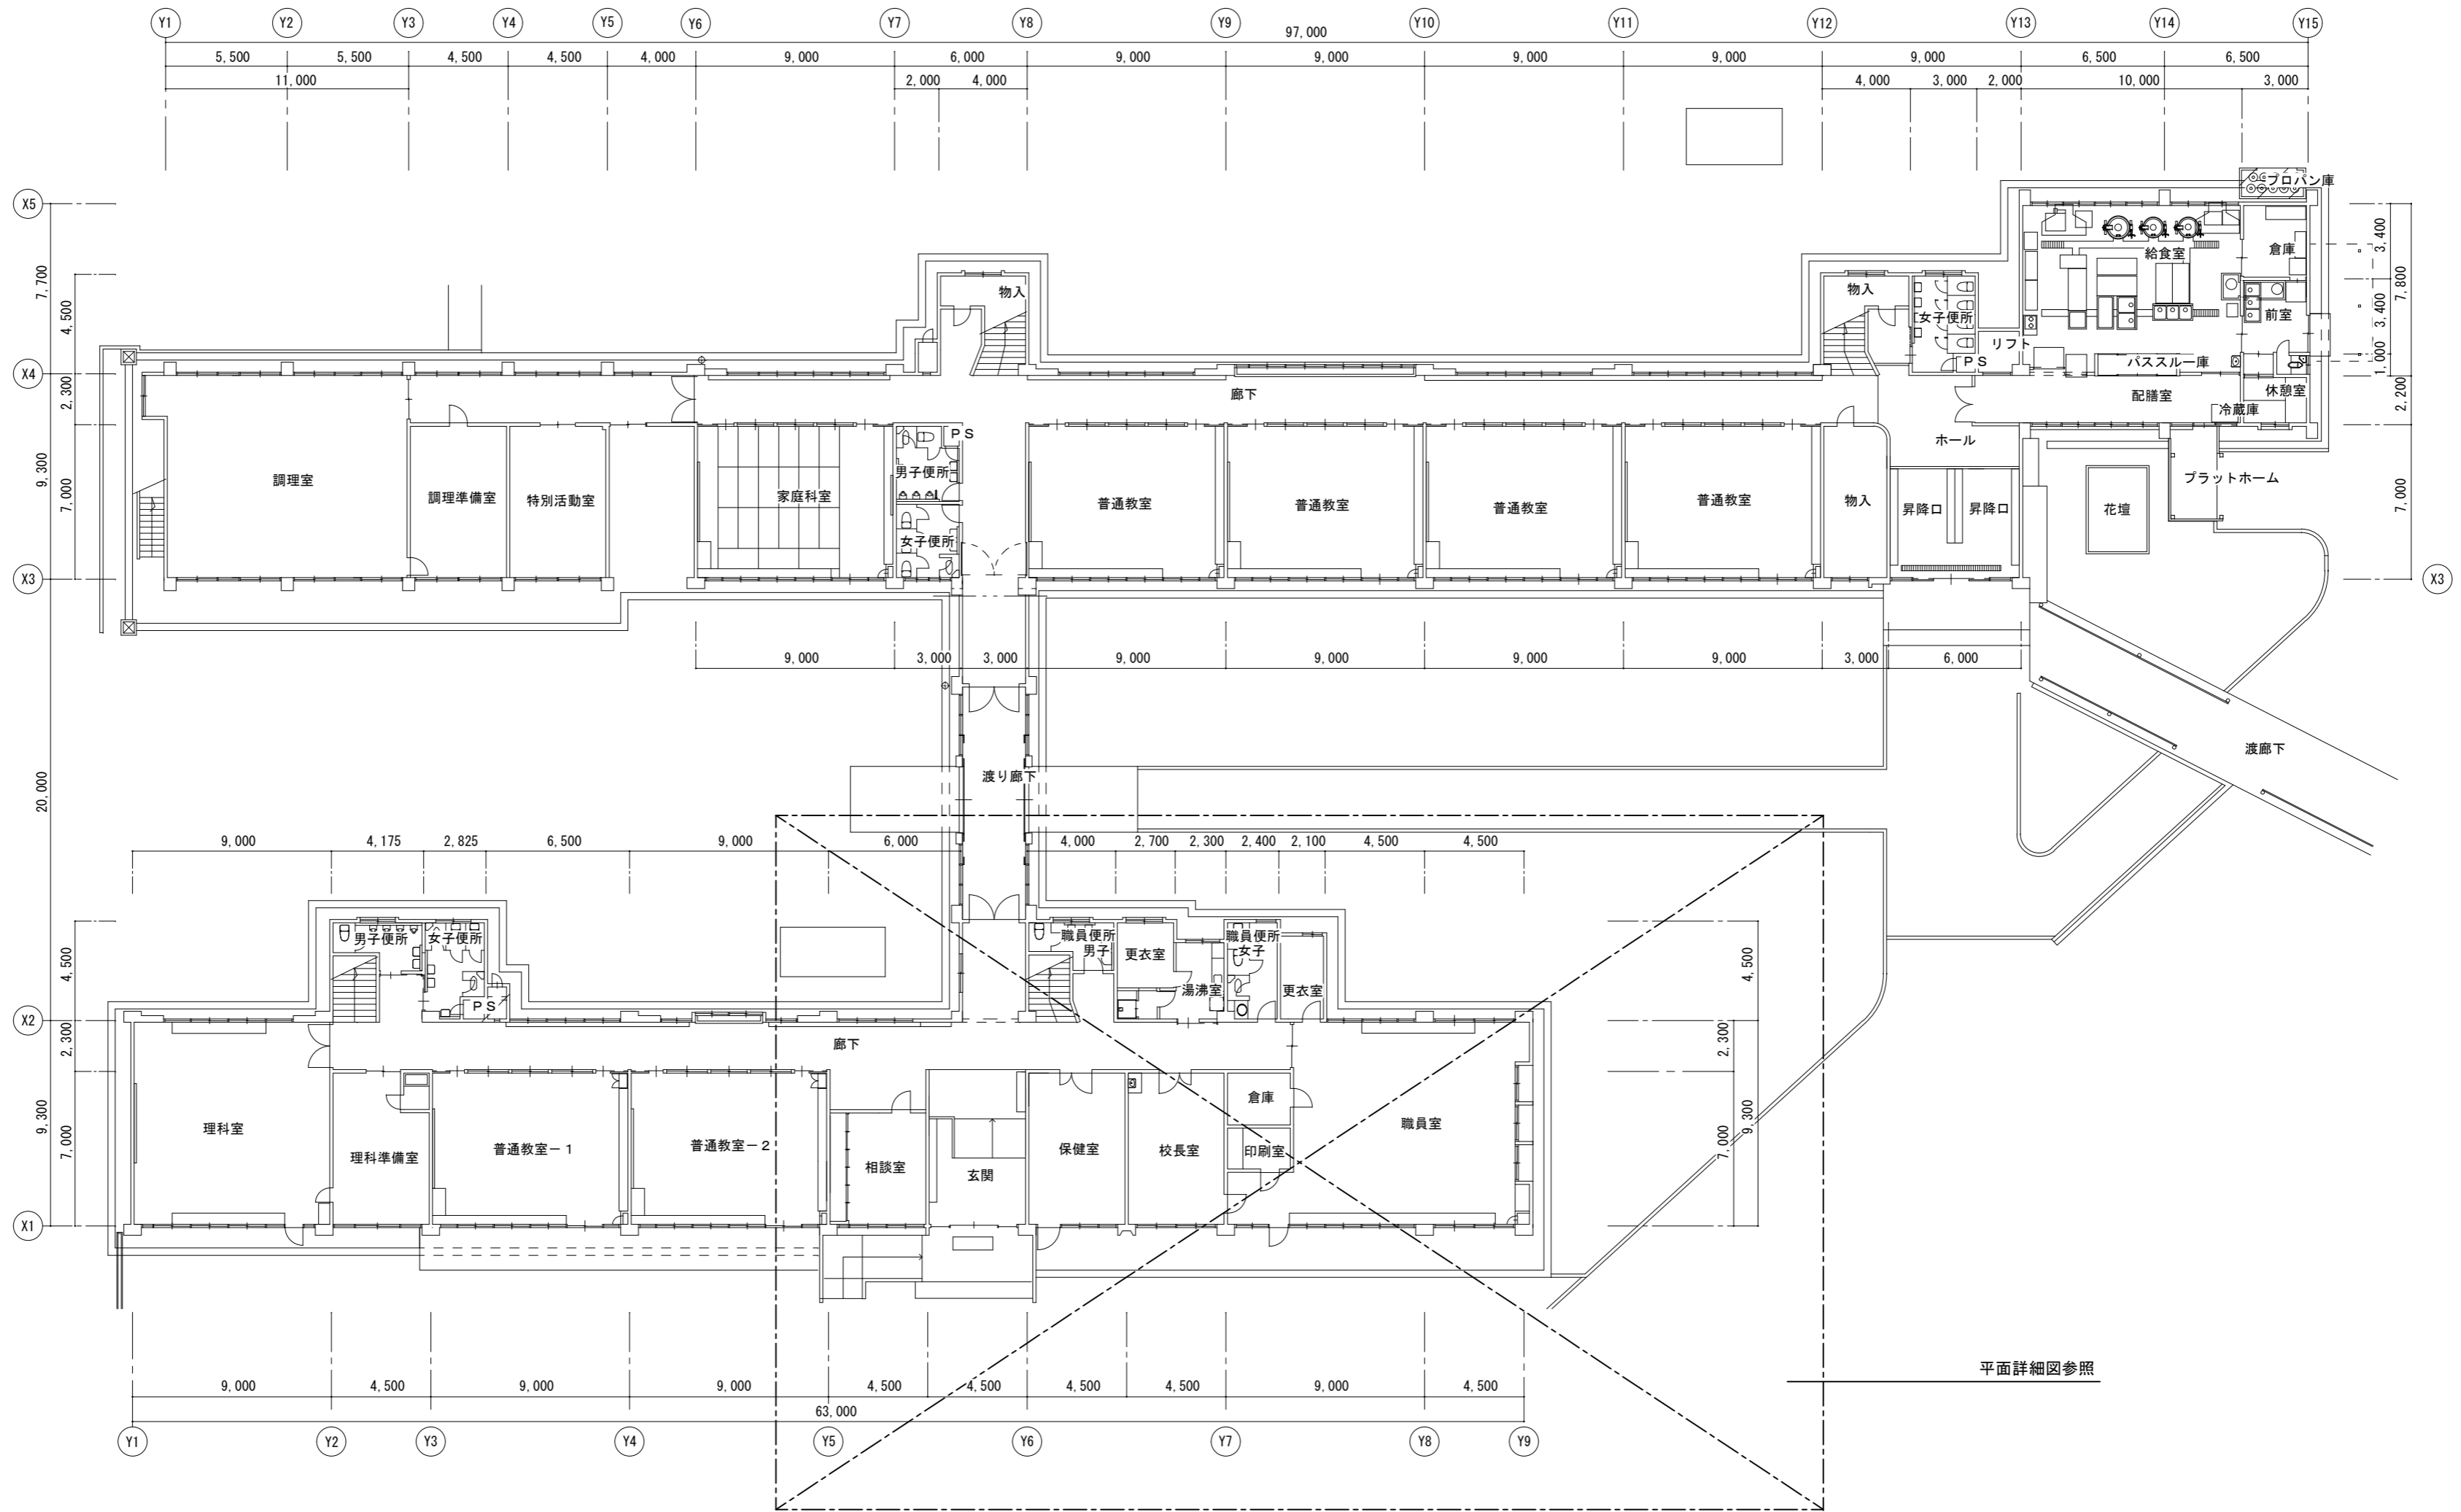 Y1 Y2 Y3 Y4 Y5 Y6 Y7 Y8 Y9 Y10 Y11 Y12 Y13 Y14 Y15
97,000
5,500 5,500 4,500 4,500 4,000 9,000 6,000 9,000 9,000 9,000 9,000 9,000 6,500 6,500
11,000 2,000 4,000 4,000 3,000 2,000 10,000 3,000
プロパン庫
X5
3,400
倉庫
給食室
7,700
7,800
物入
物入
4,500
女子便所
前室
3,400
リフト
PS
パススルー庫
1,000
X4
2,300
廊下
配膳室
休憩室
冷蔵庫
2,200
PS
ホール
男子便所
調理室
調理準備室
特別活動室
家庭科室
普通教室
普通教室
普通教室
普通教室
物入
昇降口
昇降口
花壇
プラットホーム
9,300
7,000
7,000
女子便所
X3
X3
9,000 3,000 3,000 9,000 9,000 9,000 9,000 3,000 6,000
渡廊下
渡り廊下
20,000
9,000 4,175 2,825 6,500 9,000 6,000 4,000 2,700 2,300 2,400 2,100 4,500 4,500
男子便所
女子便所
職員便所
男子
更衣室
職員便所
女子
4,500
4,500
湯沸室
更衣室
PS
X2
2,300
2,300
廊下
倉庫
理科室
理科準備室
普通教室－1
普通教室－2
相談室
玄関
保健室
校長室
印刷室
職員室
9,300
7,000
7,000
9,300
X1
平面詳細図参照
9,000 4,500 9,000 9,000 4,500 4,500 4,500 4,500 9,000 4,500
63,000
Y1 Y2 Y3 Y4 Y5 Y6 Y7 Y8 Y9